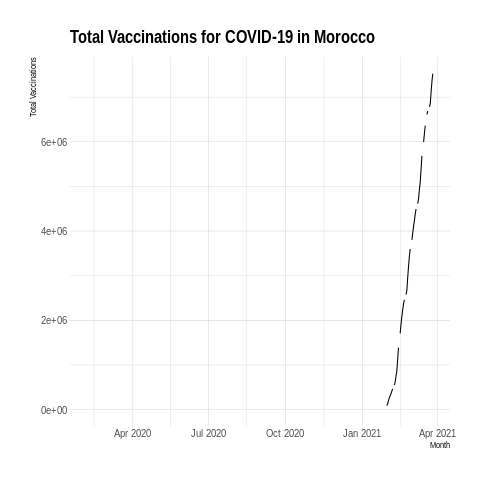 Total Vaccinations for COVID-19 in Morocco
Total Vaccinations
6e+06
4e+06
2e+06
0e+00
Apr 2020 Jul 2020 Oct 2020 Jan 2021 Apr 2021
Month